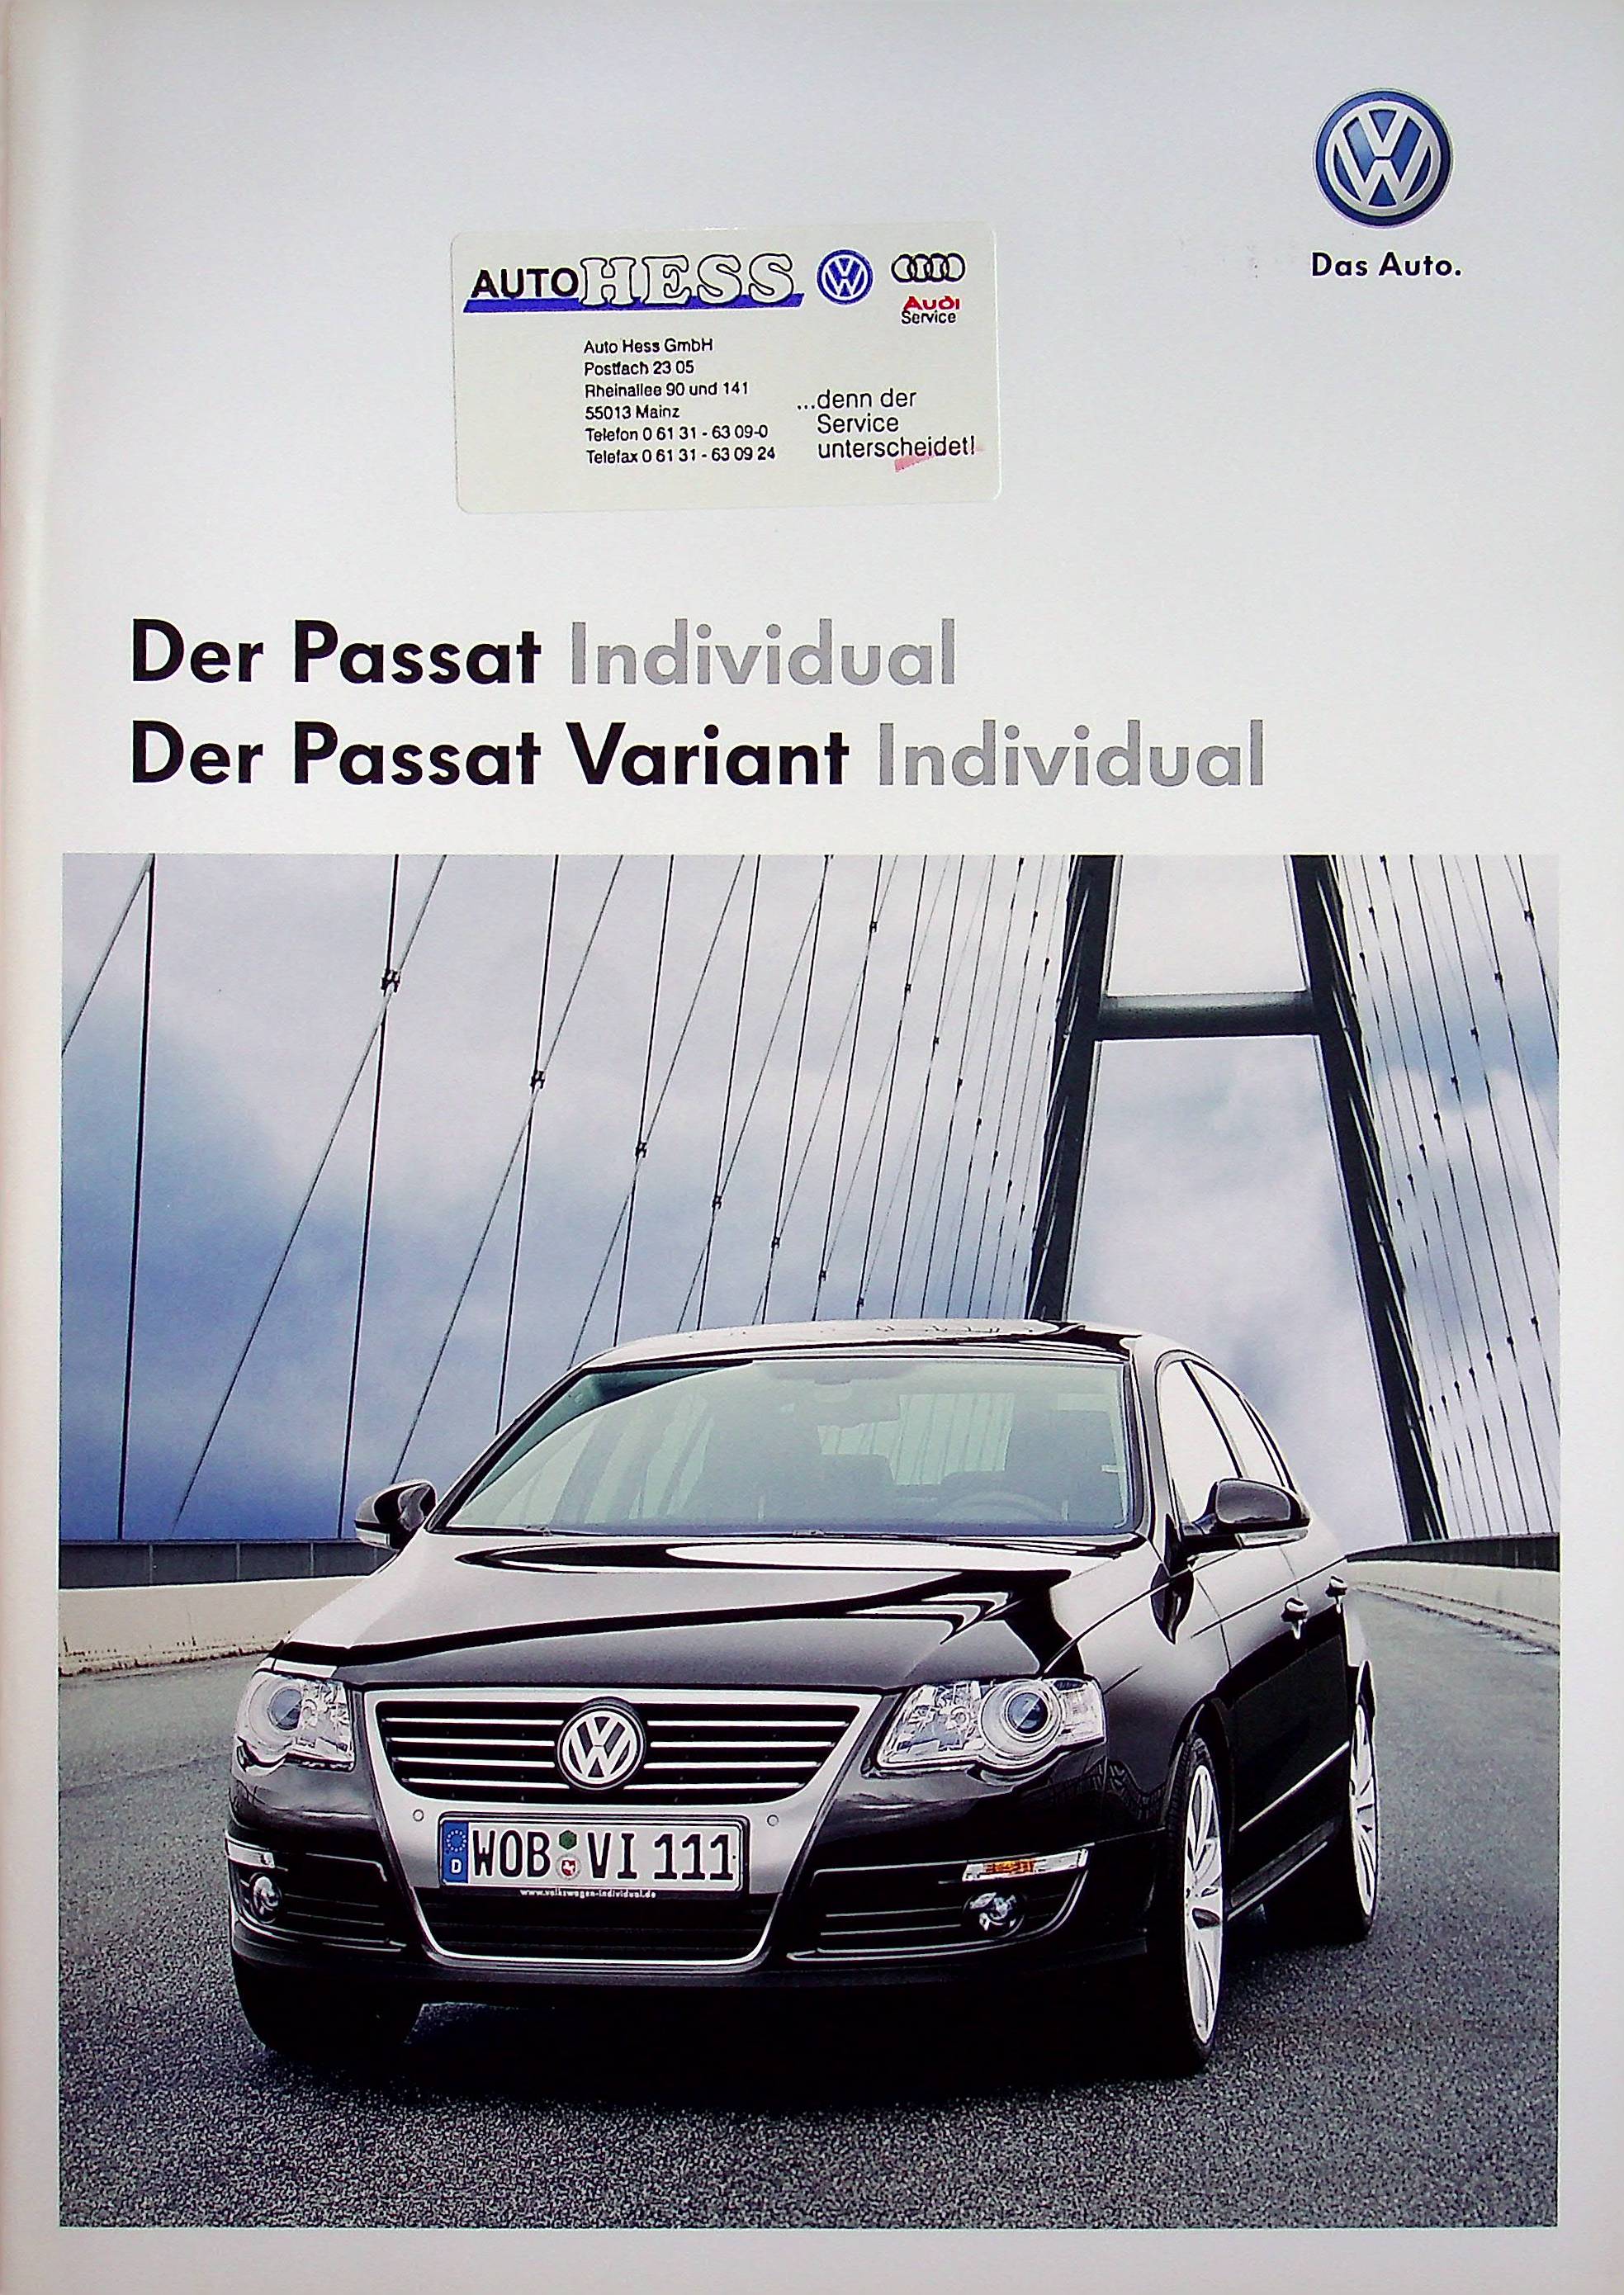 Das Auto.
AUTO HESS
Audi
Service
Auto Hess GmbH
Postfach 23 05
Rheinallee 90 und 141
55013 Mainz
Telefon 0 61 31 - 63 09-0
Telefax 0 61 31 - 63 09 24
...denn der
Service
unterscheidet!
Der Passat Individual
Der Passat Variant Individual
D
WOB VI 111
www.volkswagen-individual.de